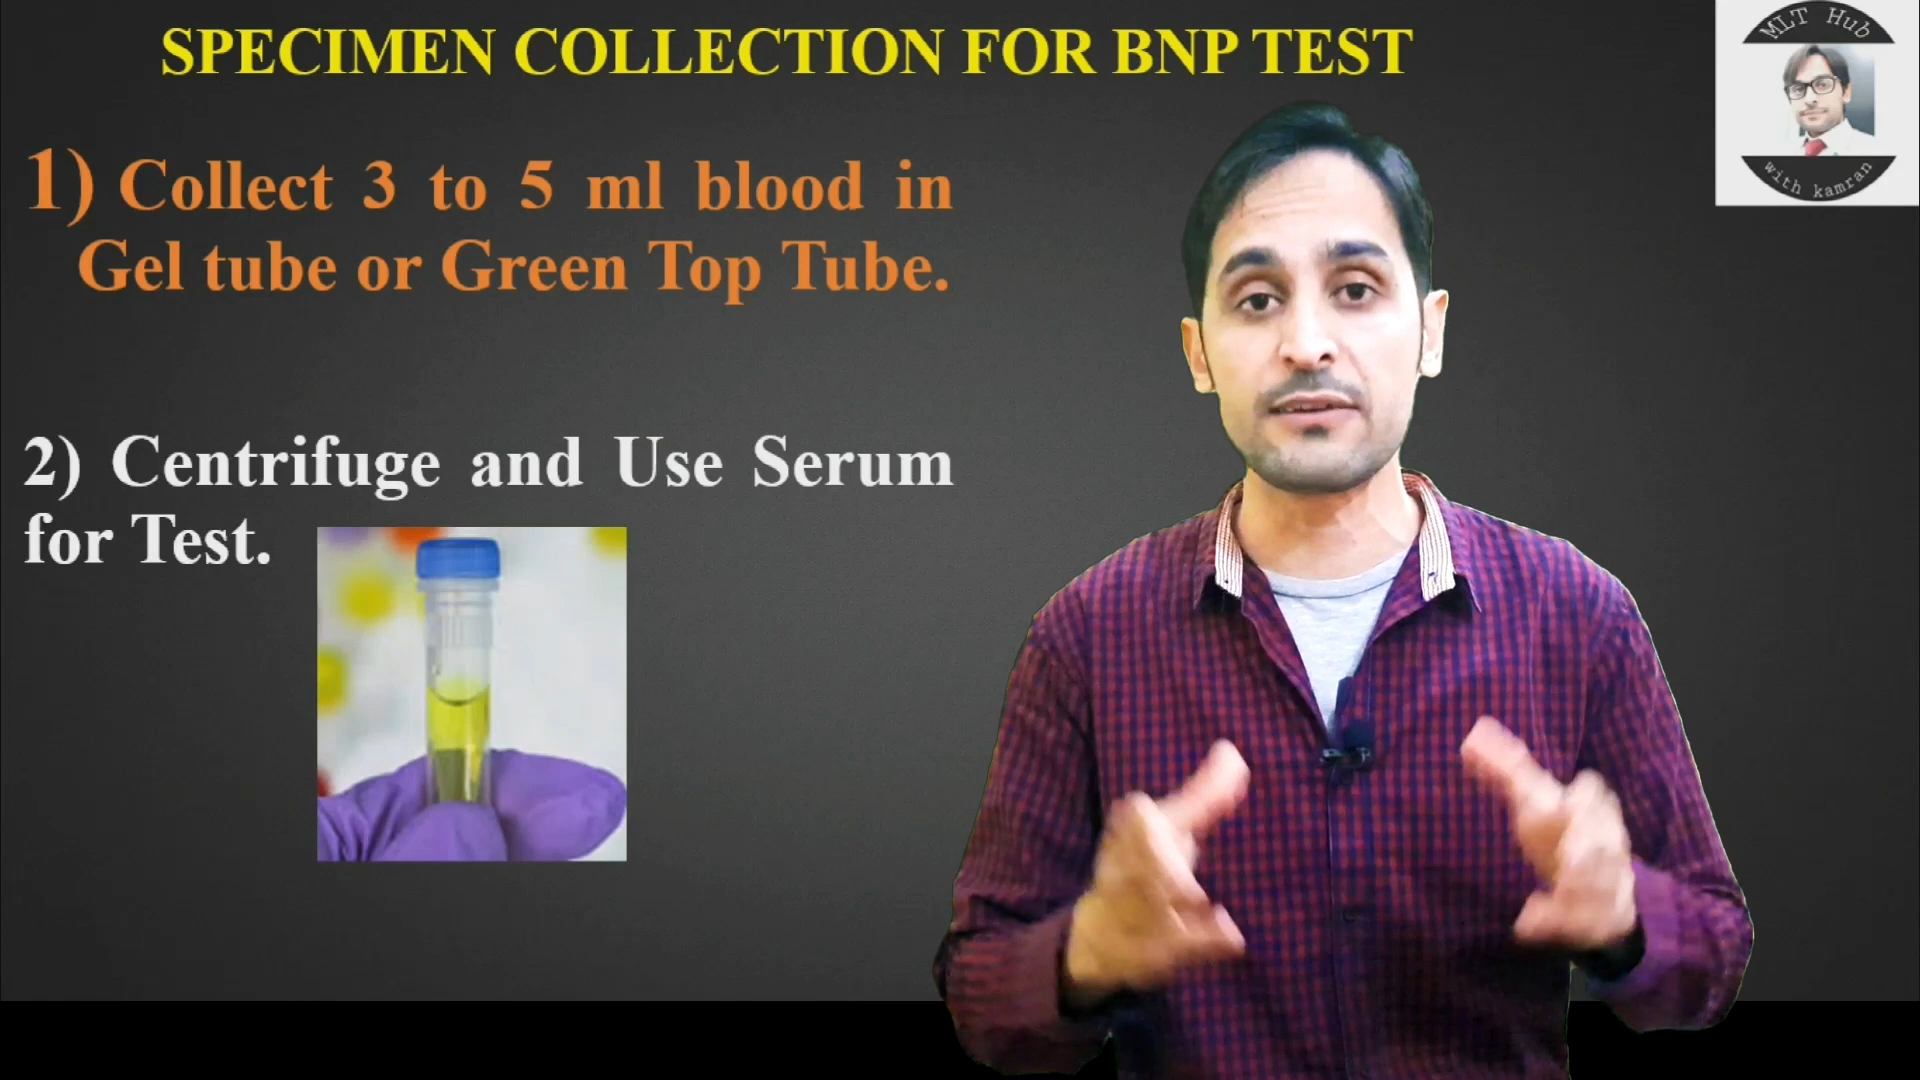 SPECIMEN COLLECTION FOR BNP TEST
MLT Hub
with kamran
1) Collect 3 to 5 ml blood in
Gel tube or Green Top Tube.
2) Centrifuge and Use Serum
for Test.